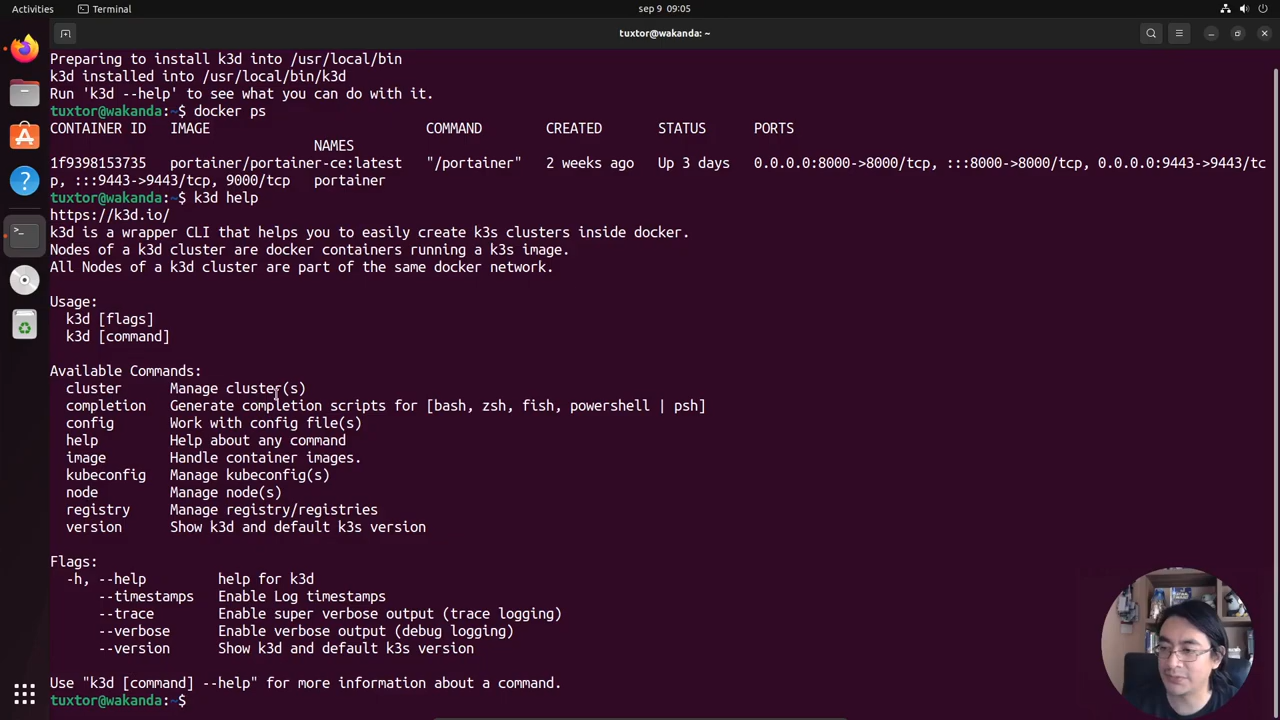 Activities
Terminal
sep 9 09:05
tuxtor@wakanda: ~
Preparing to install k3d into /usr/local/bin
k3d installed into /usr/local/bin/k3d
Run 'k3d --help' to see what you can do with it.
tuxtor@wakanda:~$ docker ps
CONTAINER ID   IMAGE                           COMMAND        CREATED       STATUS      PORTS
                                 NAMES
1f9398153735   portainer/portainer-ce:latest   "/portainer"   2 weeks ago   Up 3 days   0.0.0.0:8000->8000/tcp, :::8000->8000/tcp, 0.0.0.0:9443->9443/tc
p, :::9443->9443/tcp, 9000/tcp   portainer
tuxtor@wakanda:~$ k3d help
https://k3d.io/
k3d is a wrapper CLI that helps you to easily create k3s clusters inside docker.
Nodes of a k3d cluster are docker containers running a k3s image.
All Nodes of a k3d cluster are part of the same docker network.
Usage:
  k3d [flags]
  k3d [command]
Available Commands:
  cluster      Manage cluster(s)
  completion   Generate completion scripts for [bash, zsh, fish, powershell | psh]
  config       Work with config file(s)
  help         Help about any command
  image        Handle container images.
  kubeconfig   Manage kubeconfig(s)
  node         Manage node(s)
  registry     Manage registry/registries
  version      Show k3d and default k3s version
Flags:
  -h, --help         help for k3d
      --timestamps   Enable Log timestamps
      --trace        Enable super verbose output (trace logging)
      --verbose      Enable verbose output (debug logging)
      --version      Show k3d and default k3s version
Use "k3d [command] --help" for more information about a command.
tuxtor@wakanda:~$